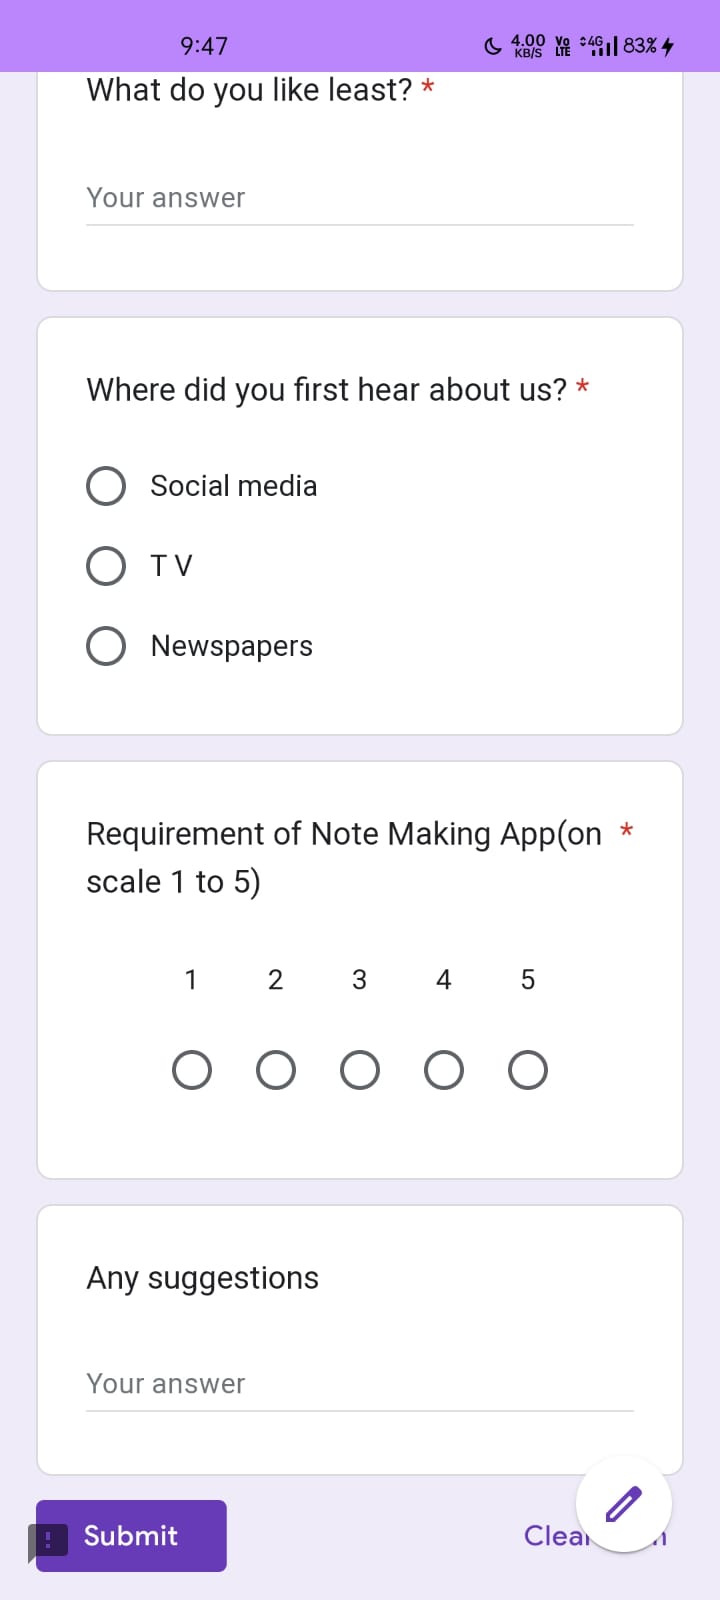 9:47
4.00 KB/S VO LTE 4G 83%
What do you like least? *
Your answer
Where did you first hear about us? *
Social media
T V
Newspapers
Requirement of Note Making App(on *
scale 1 to 5)
1 2 3 4 5
Any suggestions
Your answer
Submit